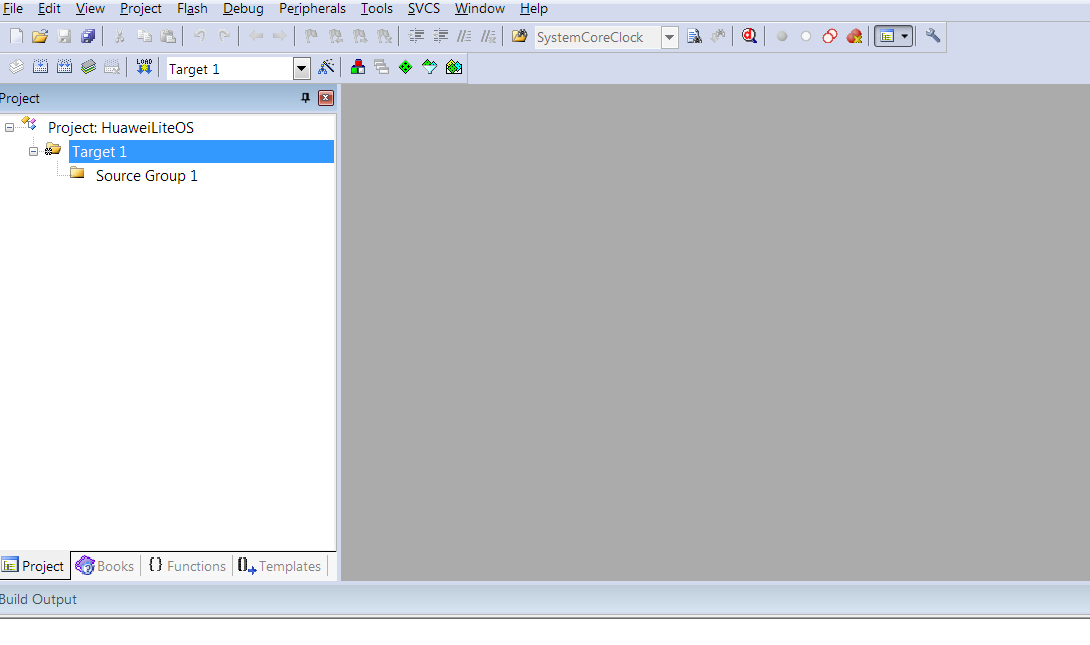 File Edit View Project Flash Debug Peripherals Tools SVCS Window Help
SystemCoreClock
LOAD Target 1
Project
Project: HuaweiLiteOS
Target 1
Source Group 1
Project Books {} Functions Templates
Build Output